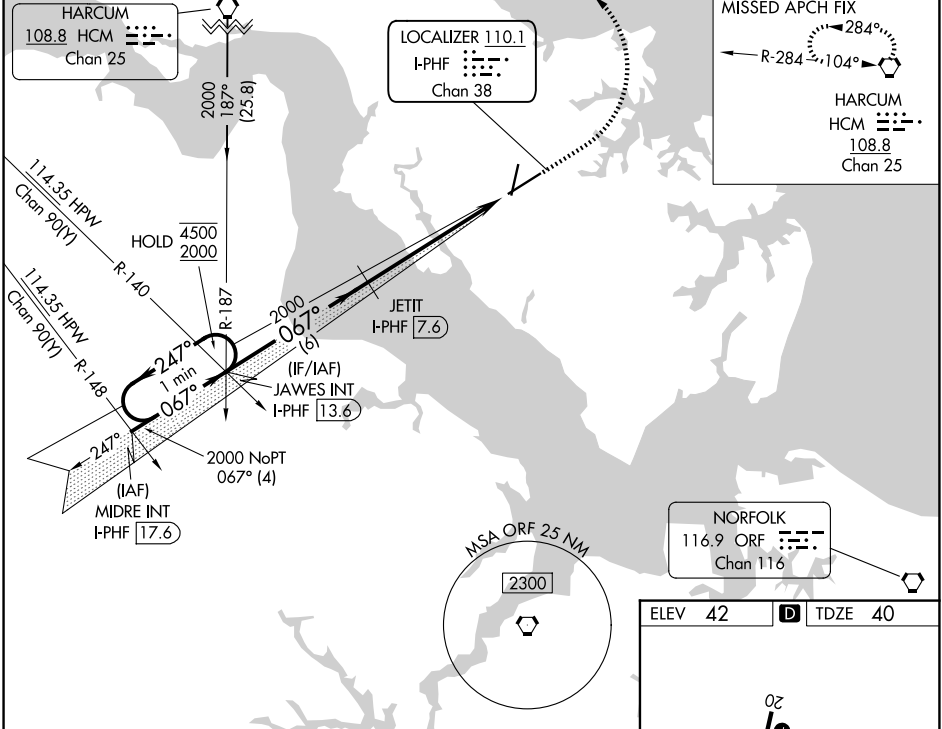 HARCUM
108.8 HCM
Chan 25
2000
187°
(25.8)
LOCALIZER 110.1
I-PHF
Chan 38
MISSED APCH FIX
284°
R-284
104°
HARCUM
HCM
108.8
Chan 25
114.35 HPW
Chan 90(Y)
R-140
HOLD 4500
2000
R-187
114.35 HPW
Chan 90(Y)
R-148
2000
067°
(6)
JETIT
I-PHF 7.6
247°
1 min
067°
(IF/IAF)
JAWES INT
I-PHF 13.6
247°
2000 NoPT
067° (4)
(IAF)
MIDRE INT
I-PHF 17.6
MSA ORF 25 NM
2300
NORFOLK
116.9 ORF
Chan 116
ELEV 42
D
TDZE 40
20